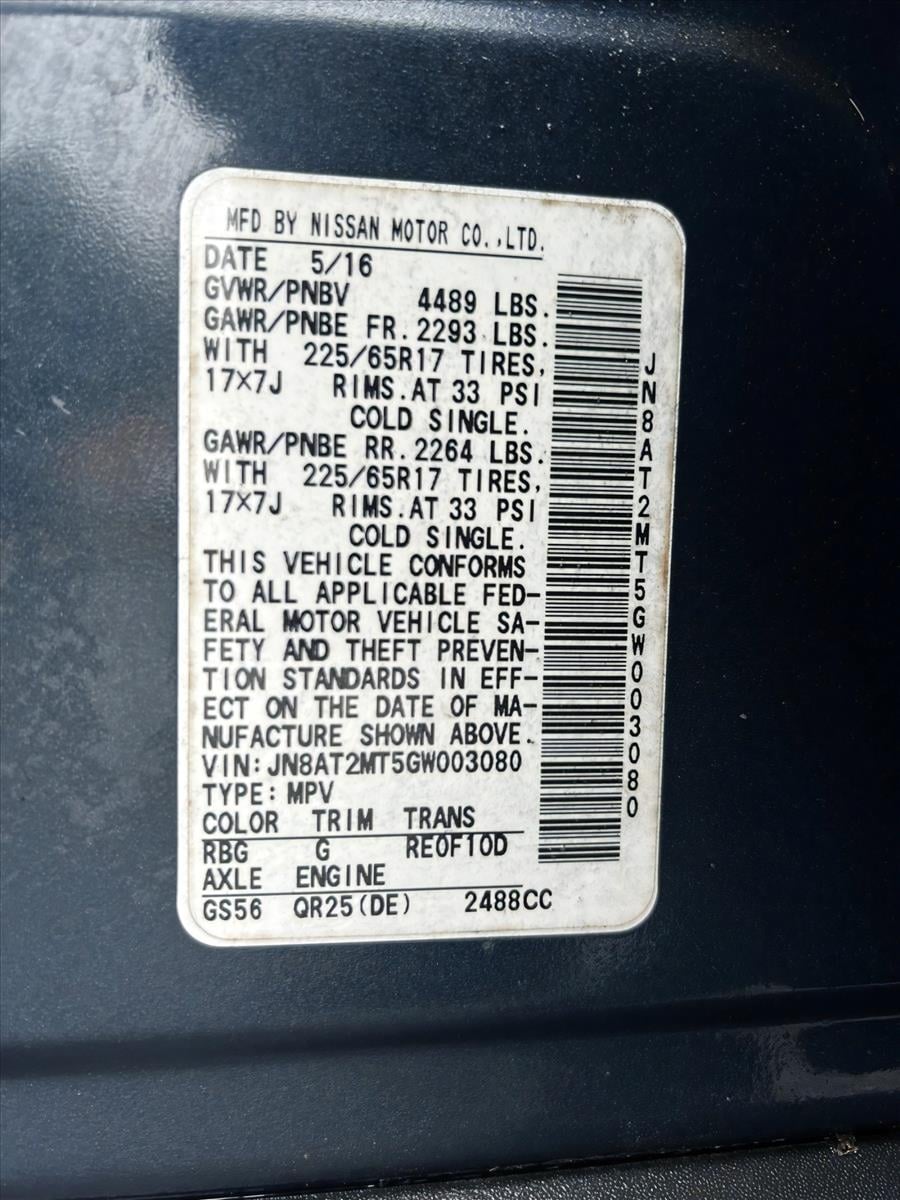 MFD BY NISSAN MOTOR CO.,LTD.
DATE 5/16
GVWR/PNBV 4489 LBS.
GAWR/PNBE FR.2293 LBS.
WITH 225/65R17 TIRES,
17×7J RIMS.AT 33 PSI
COLD SINGLE.
GAWR/PNBE RR.2264 LBS.
WITH 225/65R17 TIRES,
17×7J RIMS.AT 33 PSI
COLD SINGLE.
THIS VEHICLE CONFORMS
TO ALL APPLICABLE FED-
ERAL MOTOR VEHICLE SA-
FETY AND THEFT PREVEN-
TION STANDARDS IN EFF-
ECT ON THE DATE OF MA-
NUFACTURE SHOWN ABOVE.
VIN:JN8AT2MT5GW003080
TYPE:MPV
COLOR TRIM TRANS
RBG G RE0F10D
AXLE ENGINE
GS56 QR25(DE) 2488CC
JN8AT2MT5GW003080